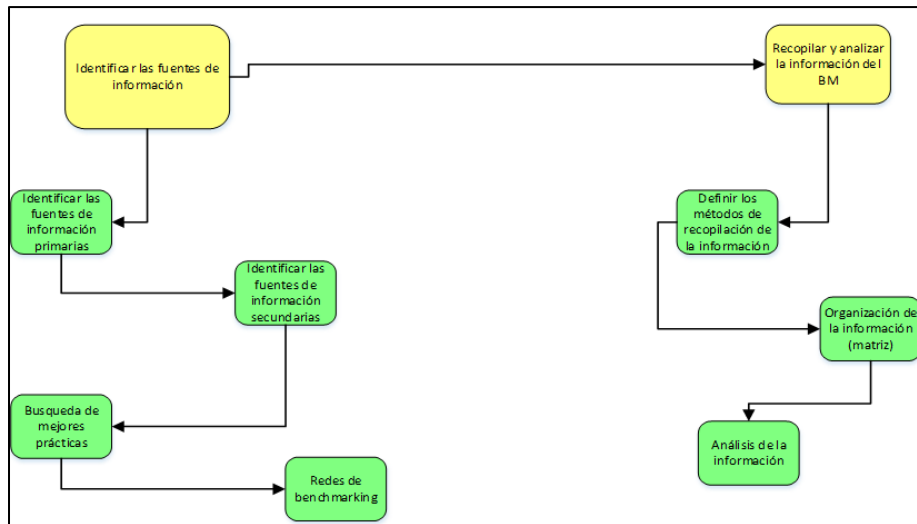 Identificar las fuentes de
información
Recopilar y analizar
la información del
BM
Identificar las
fuentes de
información
primarias
Definir los
métodos de
recopilación de
la información
Identificar las
fuentes de
información
secundarias
Organización de
la información
(matriz)
Busqueda de
mejores
prácticas
Análisis de la
información
Redes de
benchmarking